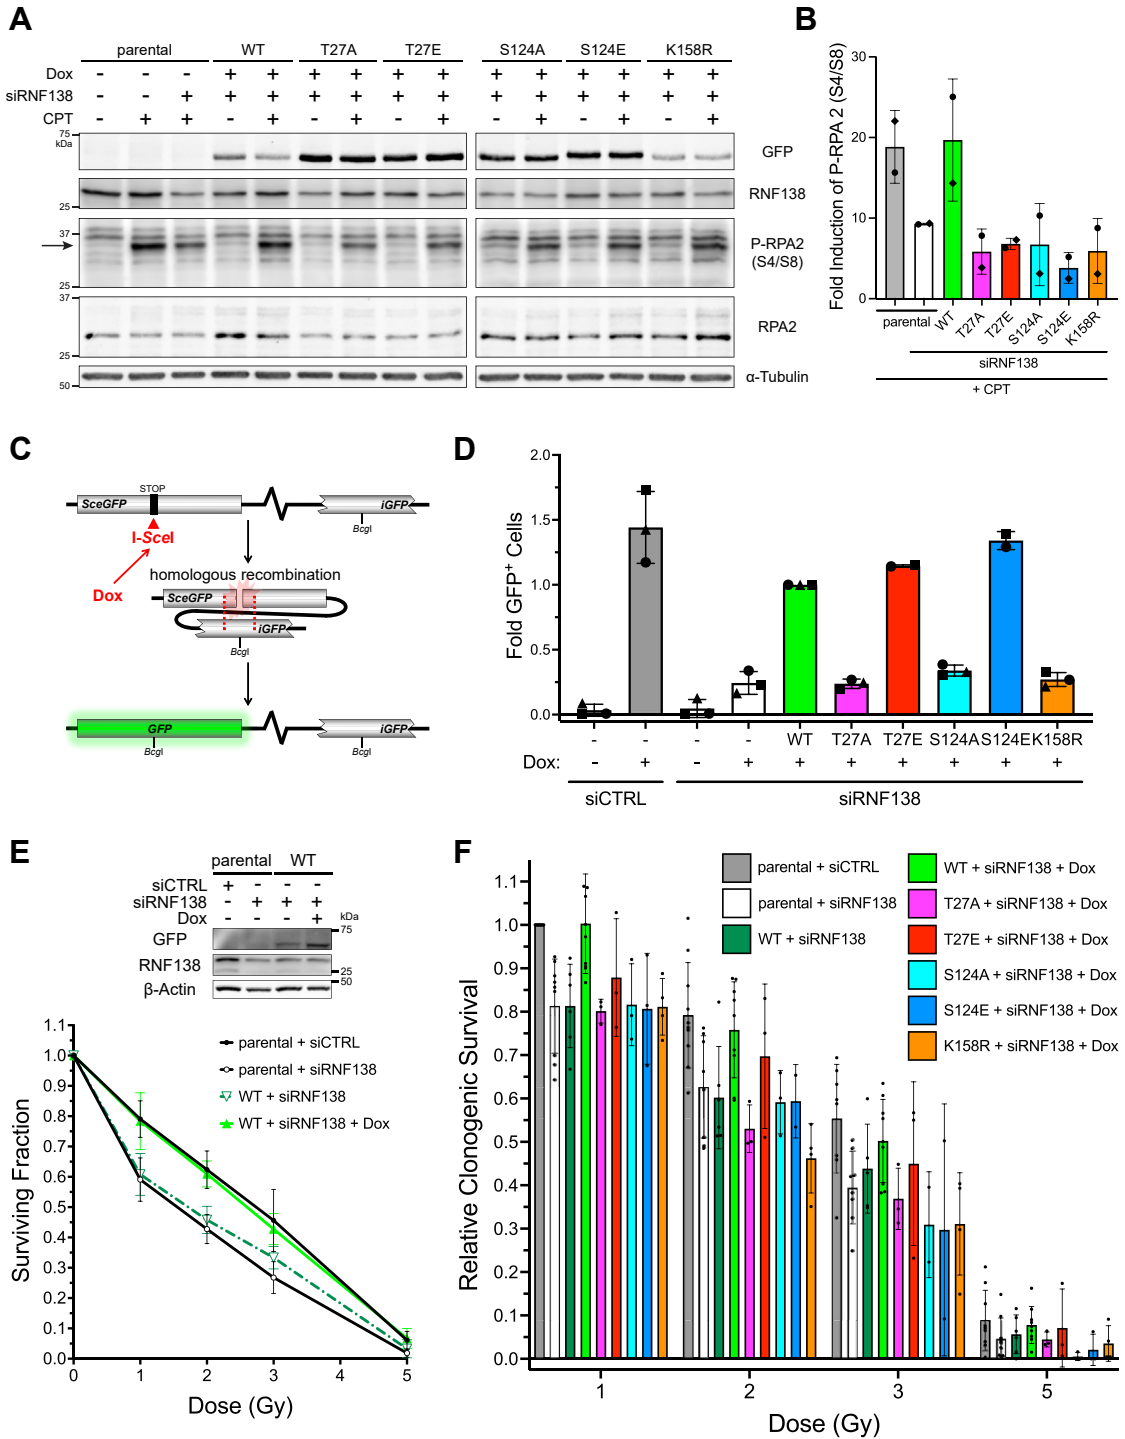 A
parental WT T27A T27E S124A S124E K158R
Dox - - - + + + + + + + + + + + +
siRNF138 - - + + + + + + + + + + + + +
CPT - + + - + - + - + - + - + - +
75
kDa
GFP
RNF138
25
37
P-RPA2
(S4/S8)
25
37
RPA2
25
α-Tubulin
50
B
Fold Induction of P-RPA 2 (S4/S8)
30
20
10
0
parental WT T27A T27E S124A S124E K158R
siRNF138
+ CPT
C
STOP
SceGFP iGFP
BcgI
I-SceI
homologous recombination
Dox
SceGFP
iGFP
BcgI
GFP iGFP
BcgI BcgI
D
Fold GFP+ Cells
2.0
1.5
1.0
0.5
0.0
- - - - WT T27A T27E S124A S124E K158R
Dox: - + - + + + + + + +
siCTRL siRNF138
E
parental WT
siCTRL + - - -
siRNF138 - + + +
Dox - - - +
kDa
GFP 75
RNF138
25
50
β-Actin
Surviving Fraction
1.1
1.0
0.9
0.8
0.7
0.6
0.5
0.4
0.3
0.2
0.1
0.0
0 1 2 3 4 5
Dose (Gy)
parental + siCTRL
parental + siRNF138
WT + siRNF138
WT + siRNF138 + Dox
F
Relative Clonogenic Survival
1.1
1.0
0.9
0.8
0.7
0.6
0.5
0.4
0.3
0.2
0.1
0.0
1 2 3 5
Dose (Gy)
parental + siCTRL
parental + siRNF138
WT + siRNF138
WT + siRNF138 + Dox
T27A + siRNF138 + Dox
T27E + siRNF138 + Dox
S124A + siRNF138 + Dox
S124E + siRNF138 + Dox
K158R + siRNF138 + Dox